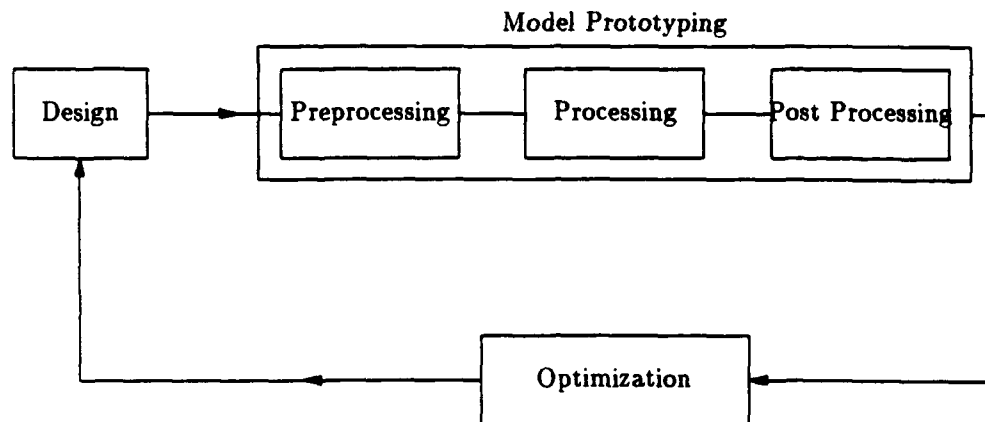 Model Prototyping
Design
Preprocessing
Processing
Post Processing
Optimization